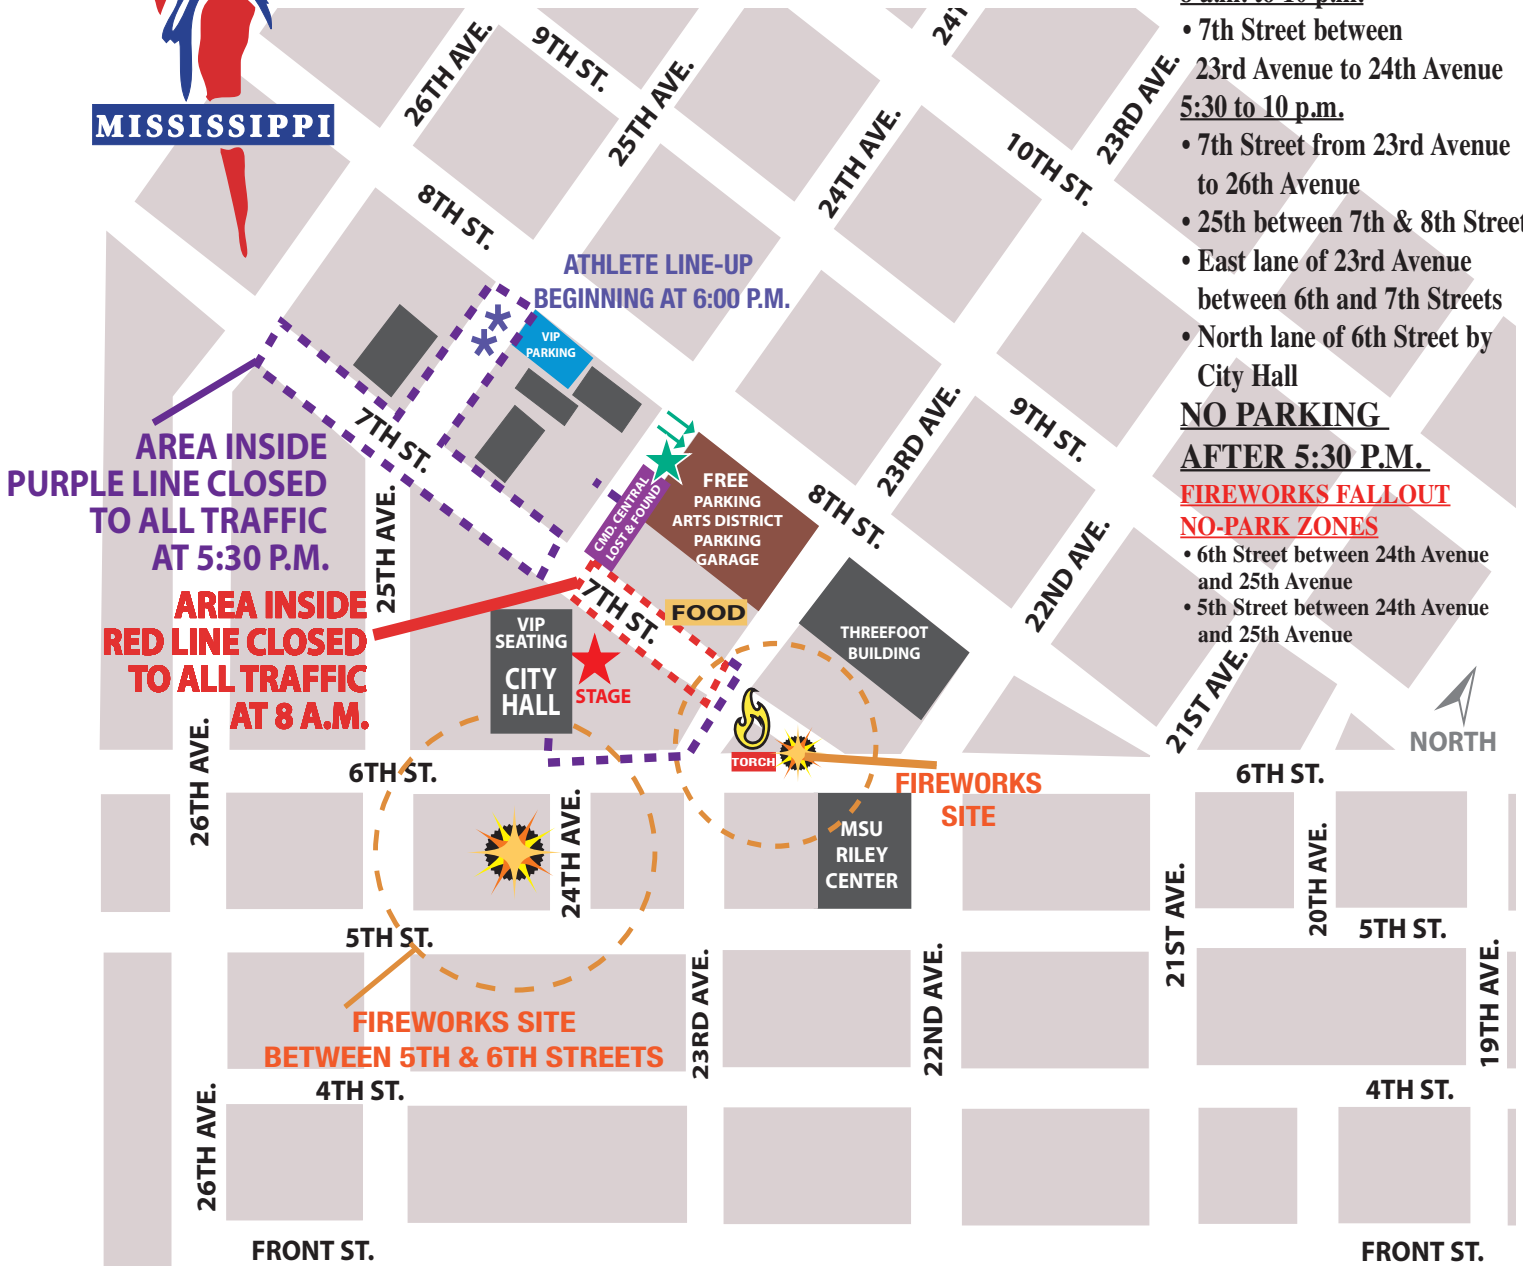 MISSISSIPPI
26TH AVE.
9TH ST.
25TH AVE.
24TH AVE.
23RD AVE.
10TH ST.
8TH ST.
ATHLETE LINE-UP
BEGINNING AT 6:00 P.M.
VIP
PARKING
7TH ST.
AREA INSIDE
PURPLE LINE CLOSED
TO ALL TRAFFIC
AT 5:30 P.M.
25TH AVE.
AREA INSIDE
RED LINE CLOSED
TO ALL TRAFFIC
AT 8 A.M.
CMD. CENTRAL
LOST & FOUND
FREE
PARKING
ARTS DISTRICT
PARKING
GARAGE
8TH ST.
23RD AVE.
9TH ST.
22ND AVE.
7TH ST.
FOOD
VIP
SEATING
CITY
HALL
STAGE
THREEFOOT
BUILDING
TORCH
FIREWORKS
SITE
MSU
RILEY
CENTER
21ST AVE.
NORTH
26TH AVE.
6TH ST.
6TH ST.
24TH AVE.
20TH AVE.
21ST AVE.
5TH ST.
5TH ST.
23RD AVE.
22ND AVE.
19TH AVE.
FIREWORKS SITE
BETWEEN 5TH & 6TH STREETS
4TH ST.
4TH ST.
26TH AVE.
FRONT ST.
FRONT ST.
• 7th Street between
23rd Avenue to 24th Avenue
5:30 to 10 p.m.
• 7th Street from 23rd Avenue
to 26th Avenue
• 25th between 7th & 8th Street
• East lane of 23rd Avenue
between 6th and 7th Streets
• North lane of 6th Street by
City Hall
NO PARKING
AFTER 5:30 P.M.
FIREWORKS FALLOUT
NO-PARK ZONES
• 6th Street between 24th Avenue
and 25th Avenue
• 5th Street between 24th Avenue
and 25th Avenue